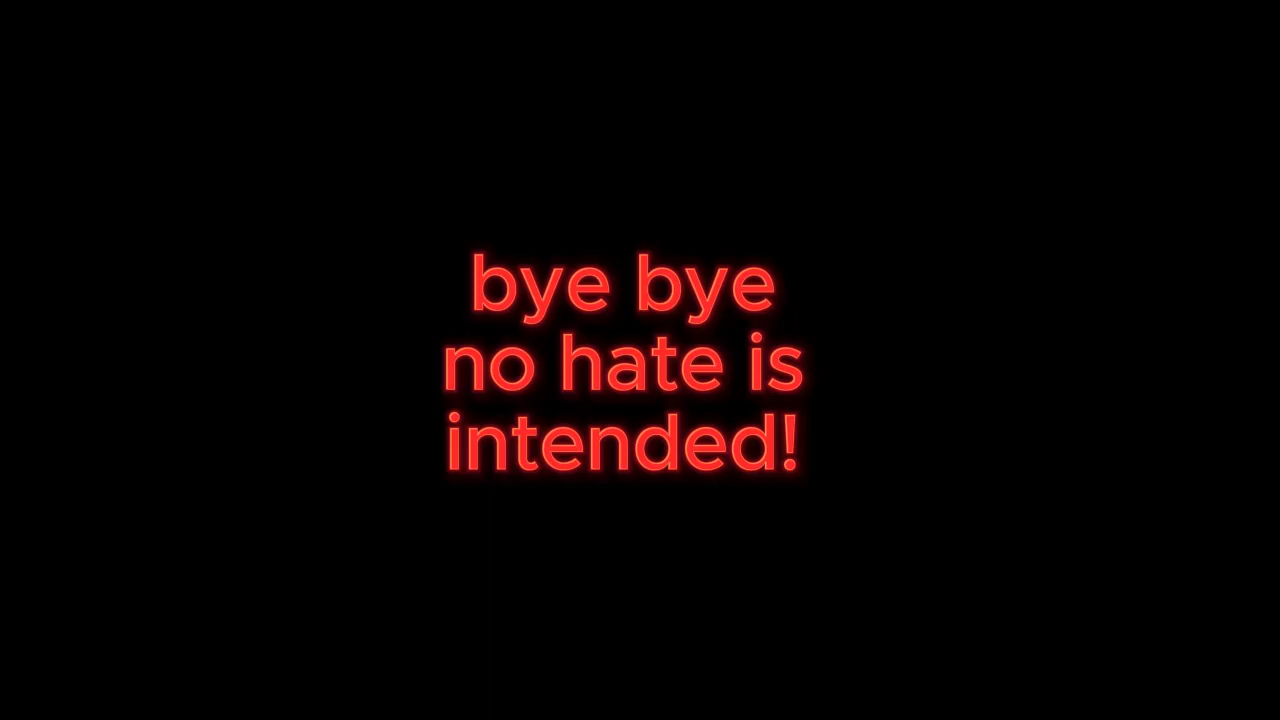 bye bye
no hate is
intended!